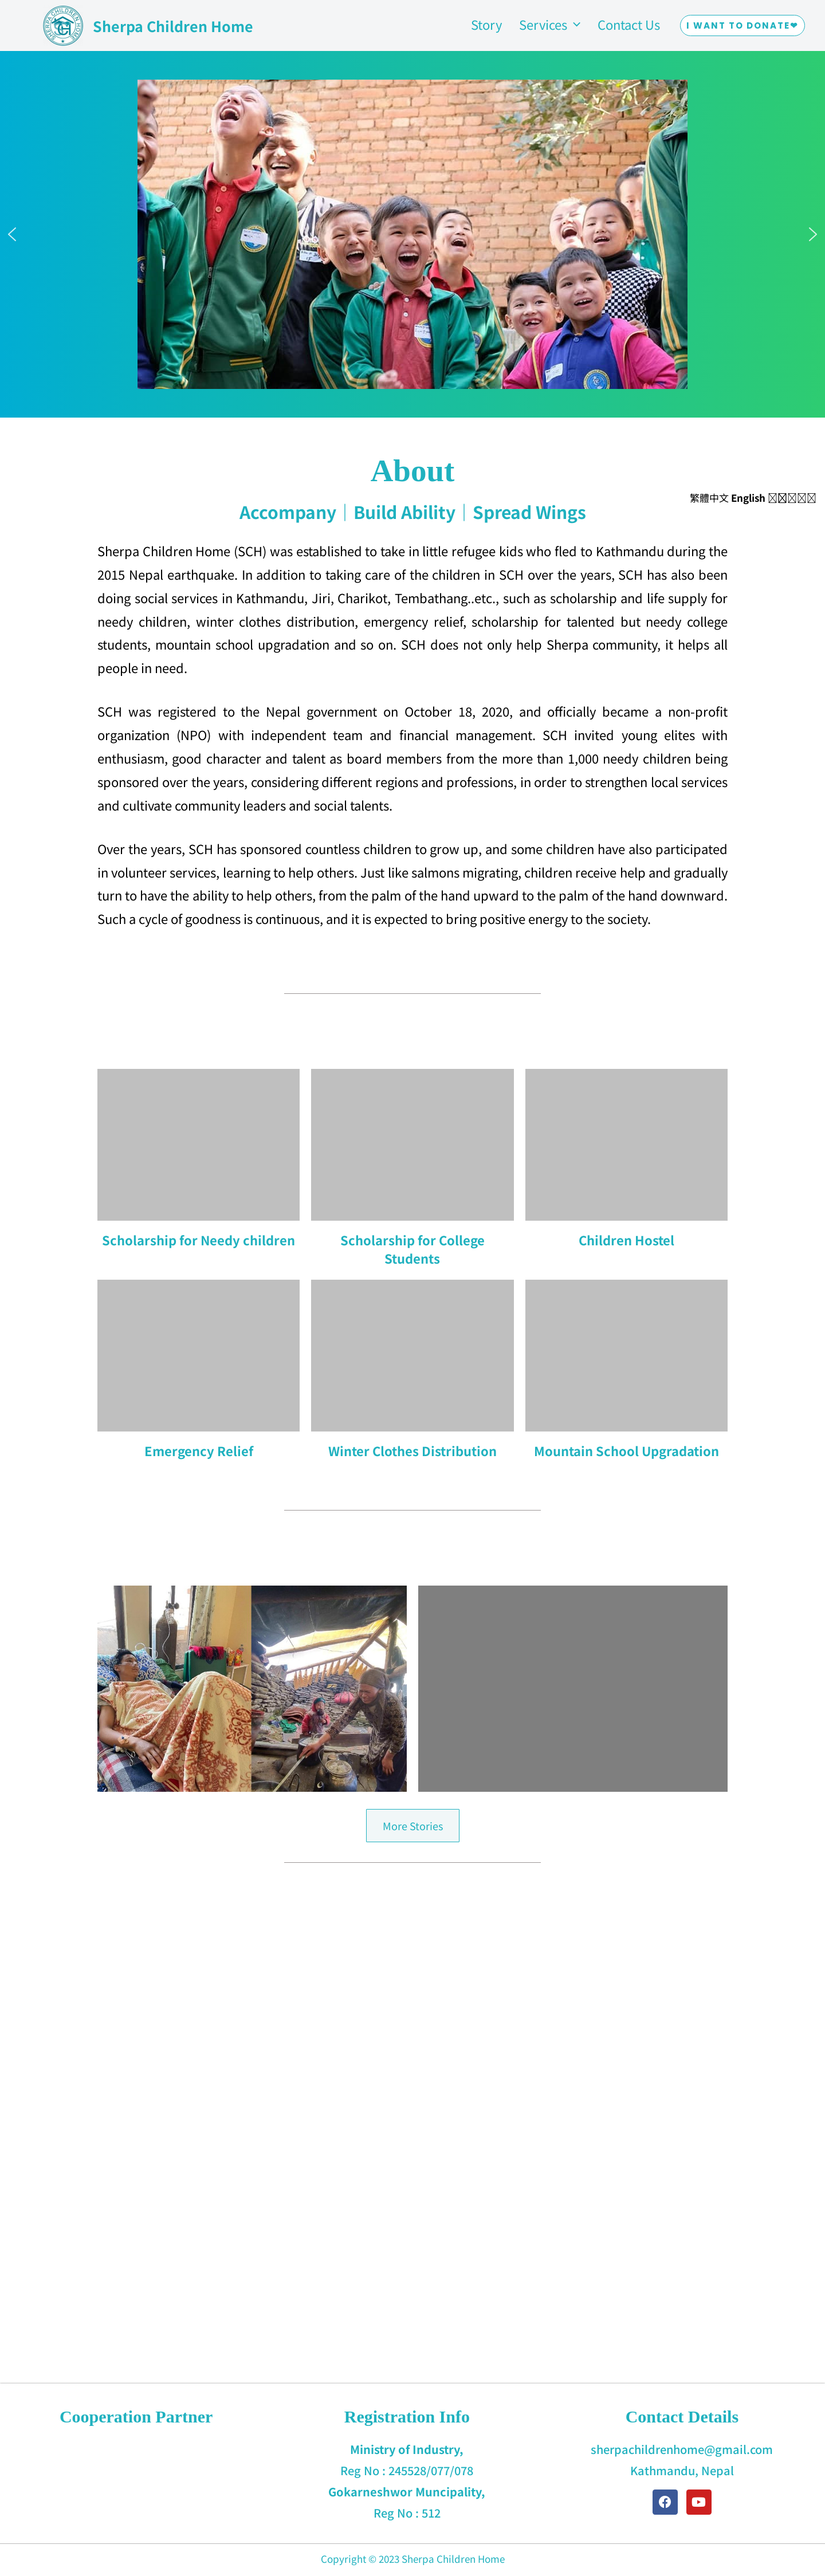 Sherpa Children Home
Story Services Contact Us I WANT TO DONATE❤
About
繁體中文 English
Accompany｜Build Ability｜Spread Wings
Sherpa Children Home (SCH) was established to take in little refugee kids who fled to Kathmandu during the
2015 Nepal earthquake. In addition to taking care of the children in SCH over the years, SCH has also been
doing social services in Kathmandu, Jiri, Charikot, Tembathang..etc., such as scholarship and life supply for
needy children, winter clothes distribution, emergency relief, scholarship for talented but needy college
students, mountain school upgradation and so on. SCH does not only help Sherpa community, it helps all
people in need.
SCH was registered to the Nepal government on October 18, 2020, and officially became a non-profit
organization (NPO) with independent team and financial management. SCH invited young elites with
enthusiasm, good character and talent as board members from the more than 1,000 needy children being
sponsored over the years, considering different regions and professions, in order to strengthen local services
and cultivate community leaders and social talents.
Over the years, SCH has sponsored countless children to grow up, and some children have also participated
in volunteer services, learning to help others. Just like salmons migrating, children receive help and gradually
turn to have the ability to help others, from the palm of the hand upward to the palm of the hand downward.
Such a cycle of goodness is continuous, and it is expected to bring positive energy to the society.
Scholarship for Needy children
Scholarship for College
Students
Children Hostel
Emergency Relief
Winter Clothes Distribution
Mountain School Upgradation
More Stories
Cooperation Partner
Registration Info
Ministry of Industry,
Reg No : 245528/077/078
Gokarneshwor Muncipality,
Reg No : 512
Contact Details
sherpachildrenhome@gmail.com
Kathmandu, Nepal
Copyright © 2023 Sherpa Children Home